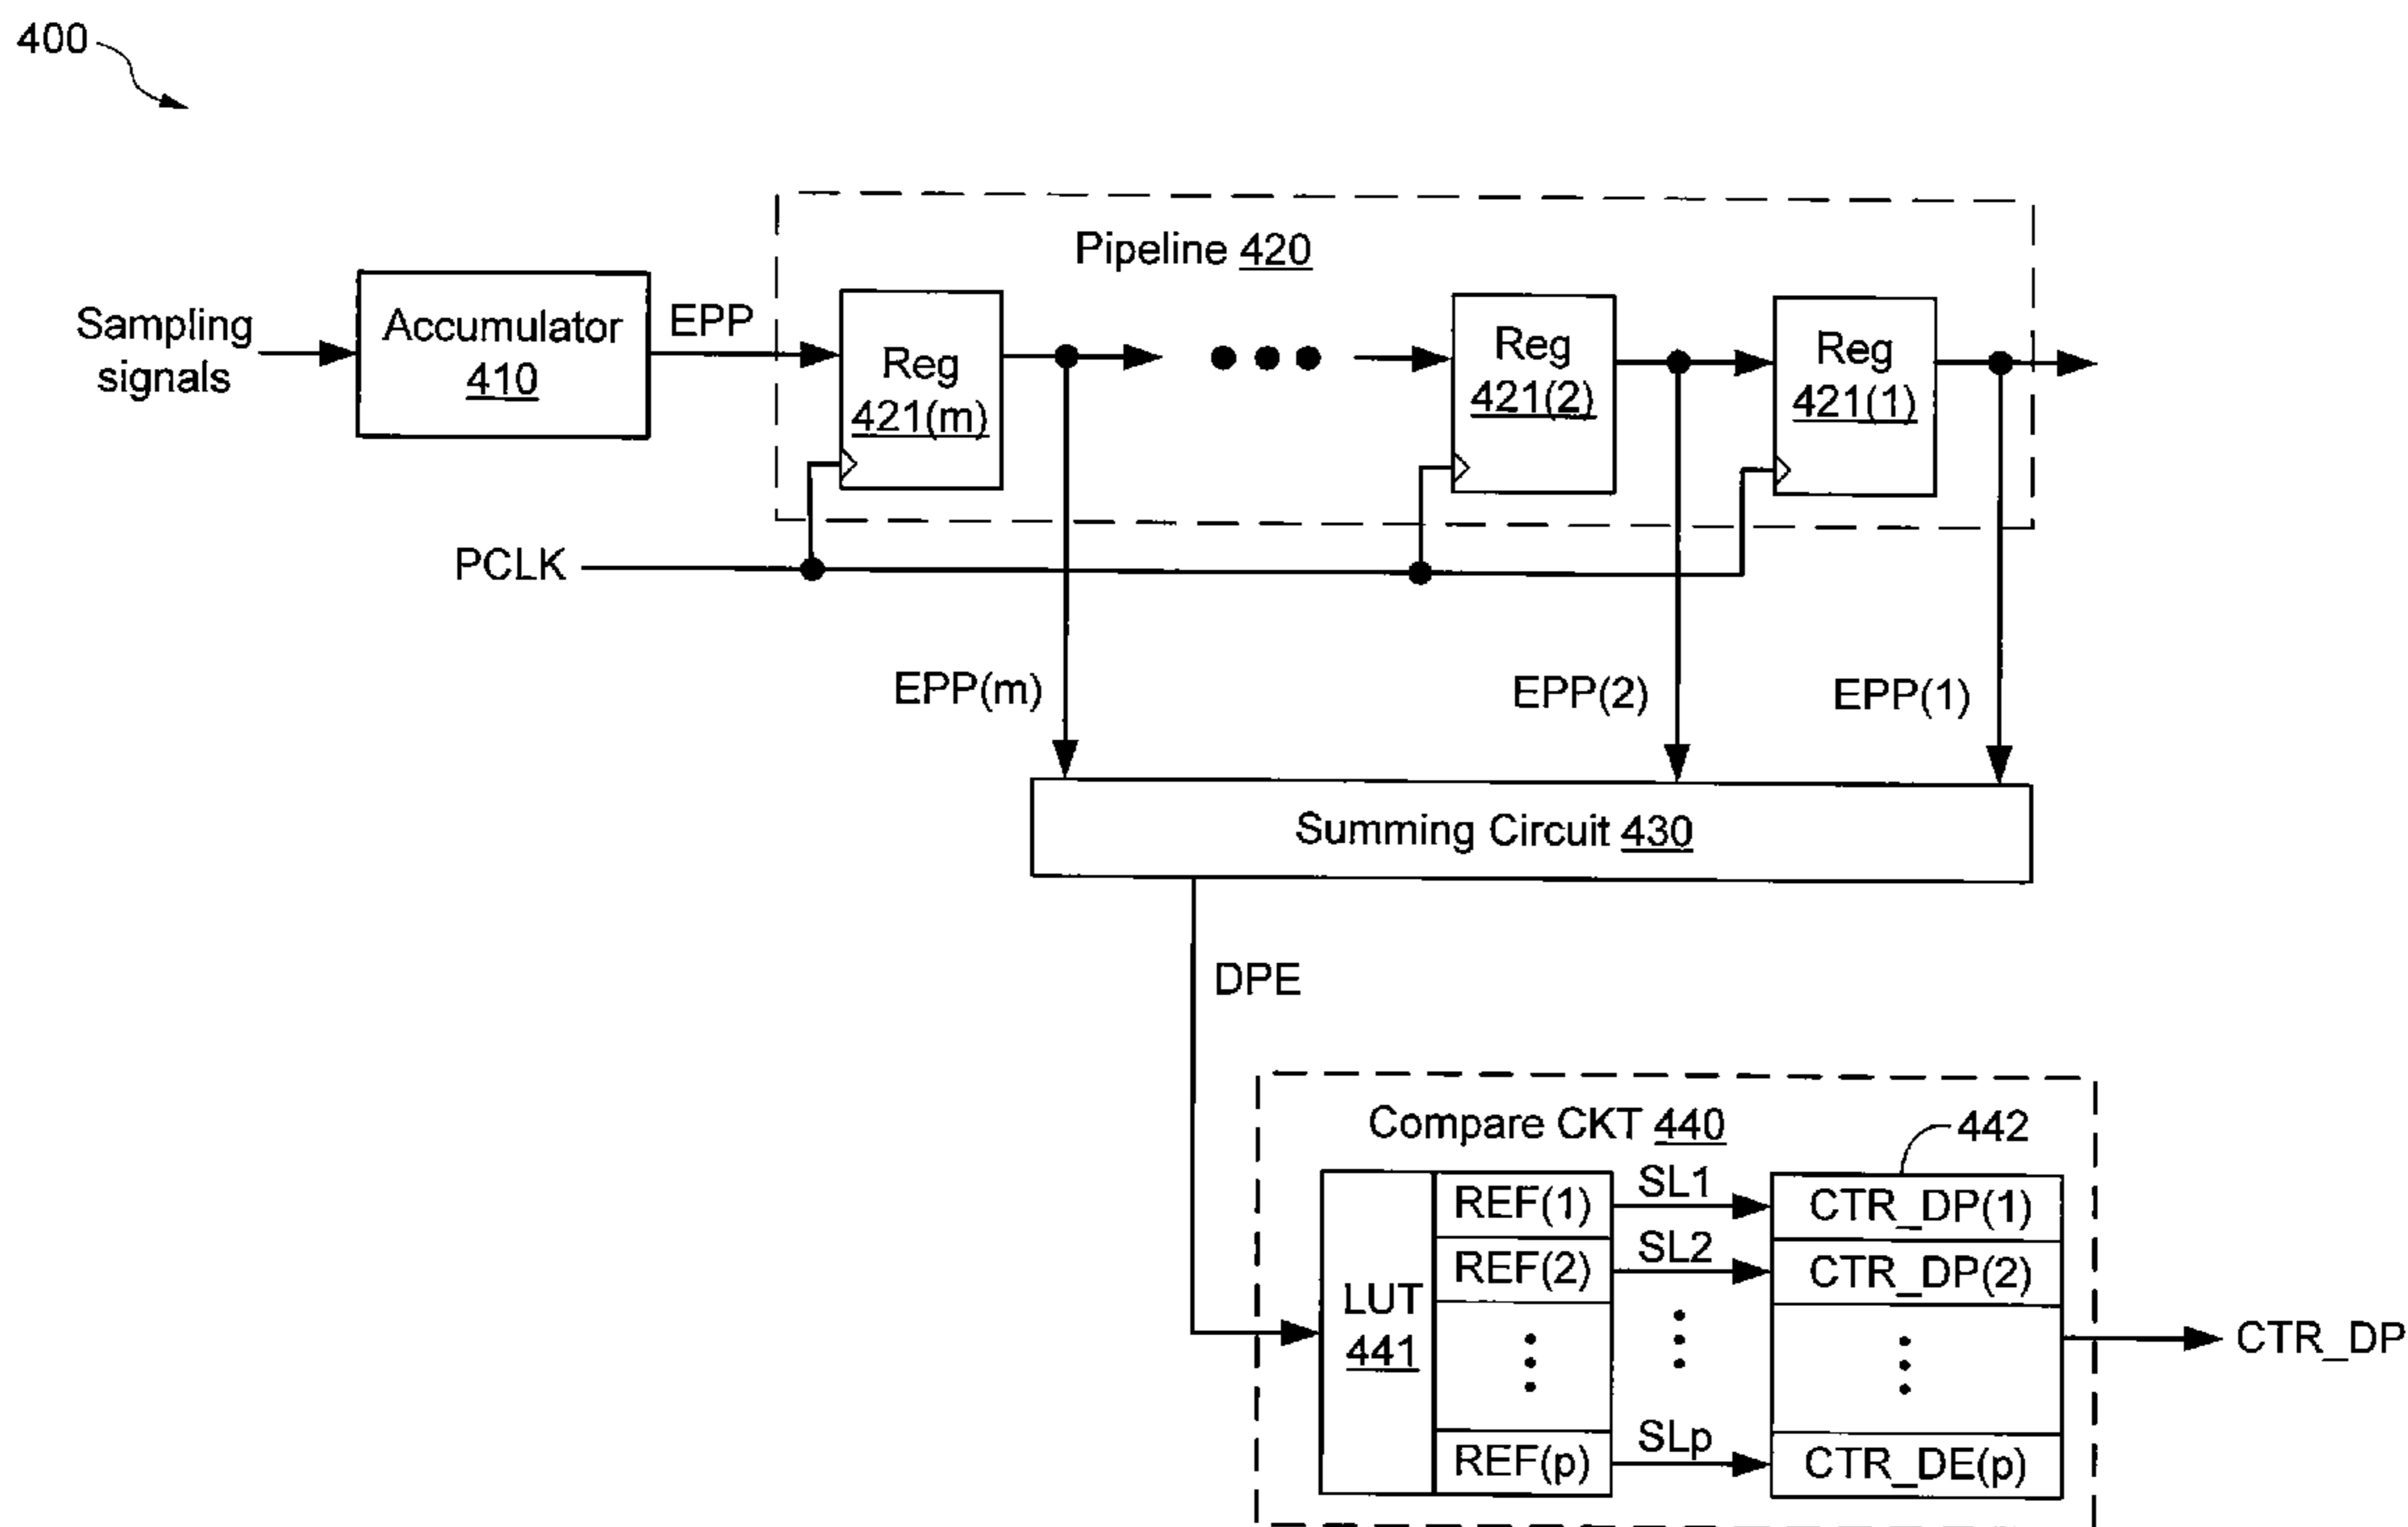 400
Pipeline 420
Sampling
signals
Accumulator
410
EPP
Reg
421(m)
Reg
421(2)
Reg
421(1)
PCLK
EPP(m)
EPP(2)
EPP(1)
Summing Circuit 430
DPE
Compare CKT 440
442
LUT
441
REF(1)
SL1
CTR_DP(1)
REF(2)
SL2
CTR_DP(2)
REF(p)
SLp
CTR_DE(p)
CTR_DP